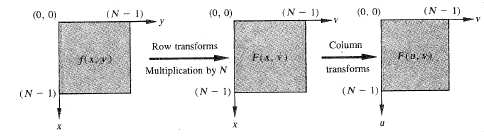 (0, 0) (N − 1) y
f(x, y)
(N − 1)
x
Row transforms
Multiplication by N
(0, 0) (N − 1) v
F(x, v)
(N − 1)
x
Column
transforms
(0, 0) (N − 1) v
F(u, v)
(N − 1)
u